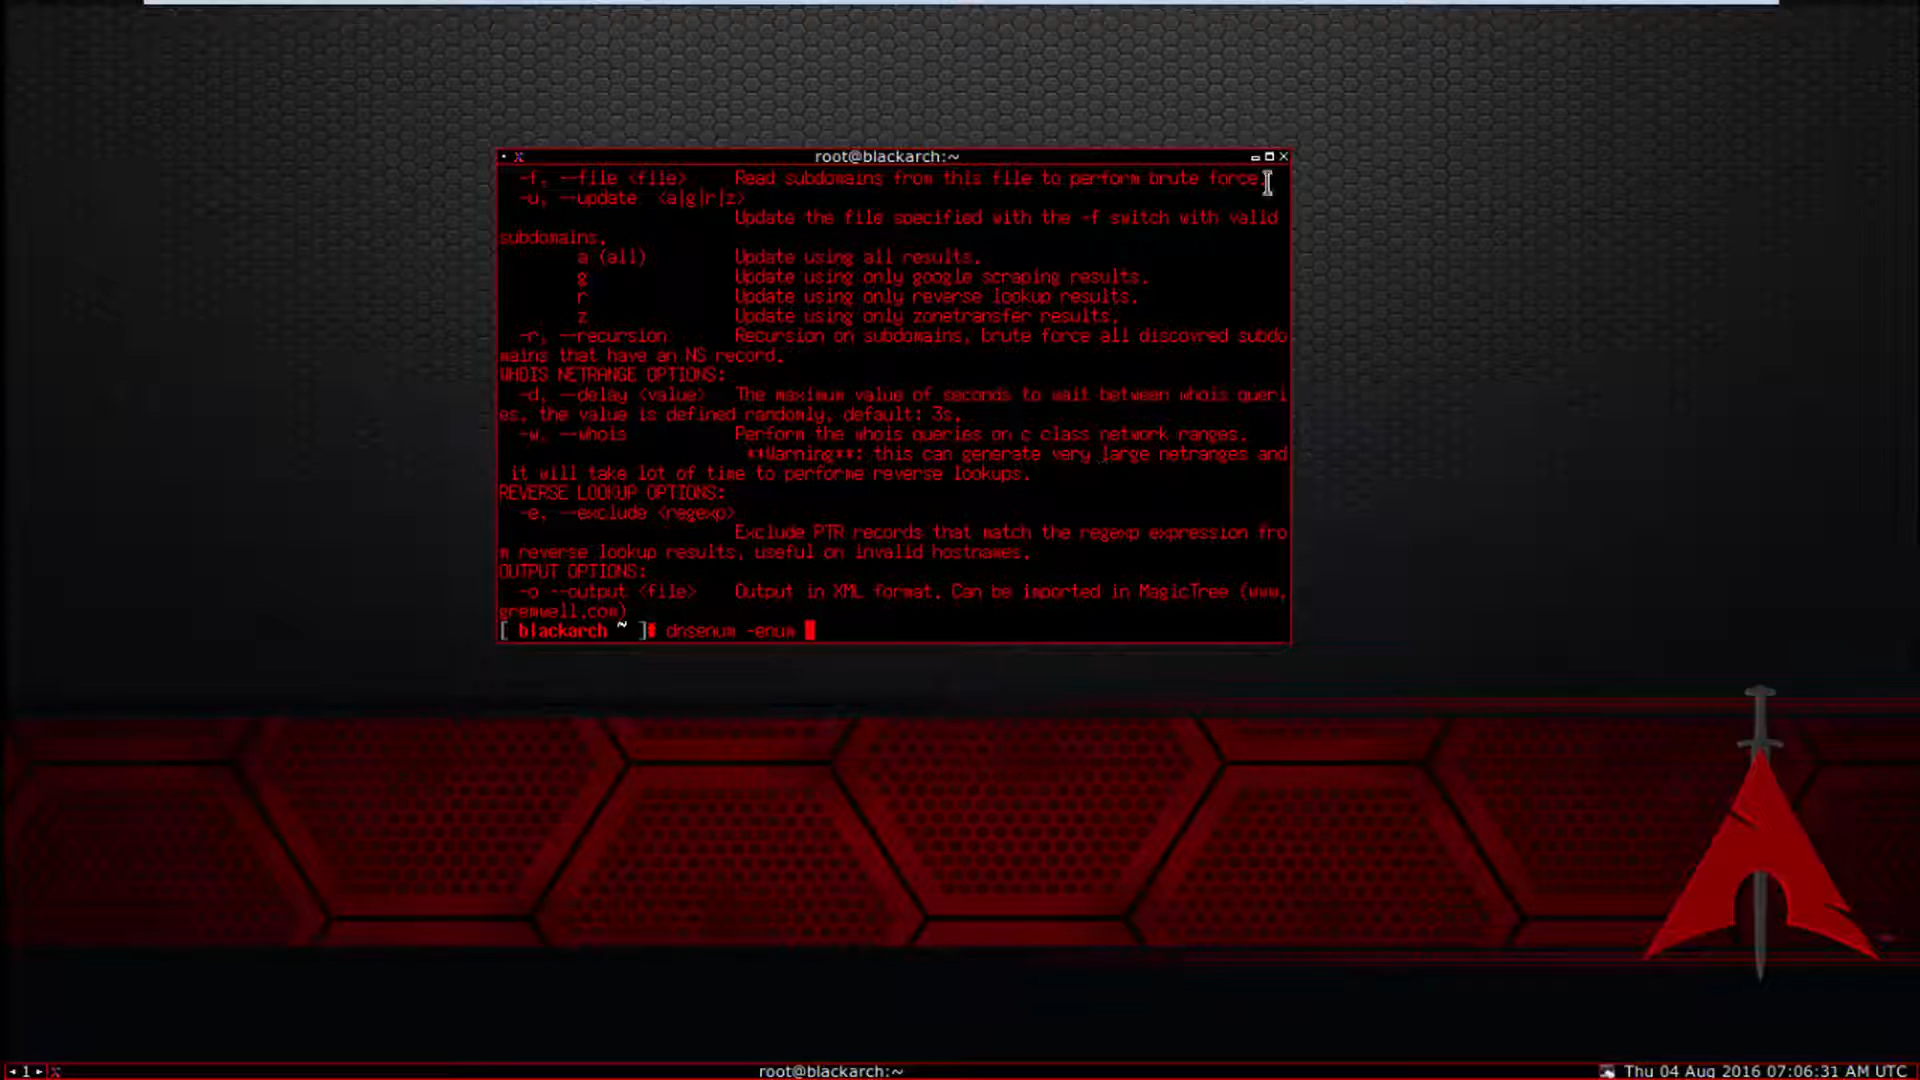 root@blackarch:~
-f, --file <file> Read subdomains from this file to perform brute force.
-u, --update <a|g|r|z>
Update the file specified with the -f switch with valid
subdomains.
a (all) Update using all results.
g Update using only google scraping results.
r Update using only reverse lookup results.
z Update using only zonetransfer results.
-r, --recursion Recursion on subdomains, brute force all discovred subdo
mains that have an NS record.
WHOIS NETRANGE OPTIONS:
-d, --delay <value> The maximum value of seconds to wait between whois queri
es, the value is defined randomly, default: 3s.
-w, --whois Perform the whois queries on c class network ranges.
**Warning**: this can generate very large netranges and
it will take lot of time to performe reverse lookups.
REVERSE LOOKUP OPTIONS:
-e, --exclude <regexp>
Exclude PTR records that match the regexp expression fro
m reverse lookup results, useful on invalid hostnames.
OUTPUT OPTIONS:
-o --output <file> Output in XML format. Can be imported in MagicTree (www.
gremwell.com)
[ blackarch ~ ]# dnsenum -enum
1
root@blackarch:~
Thu 04 Aug 2016 07:06:31 AM UTC